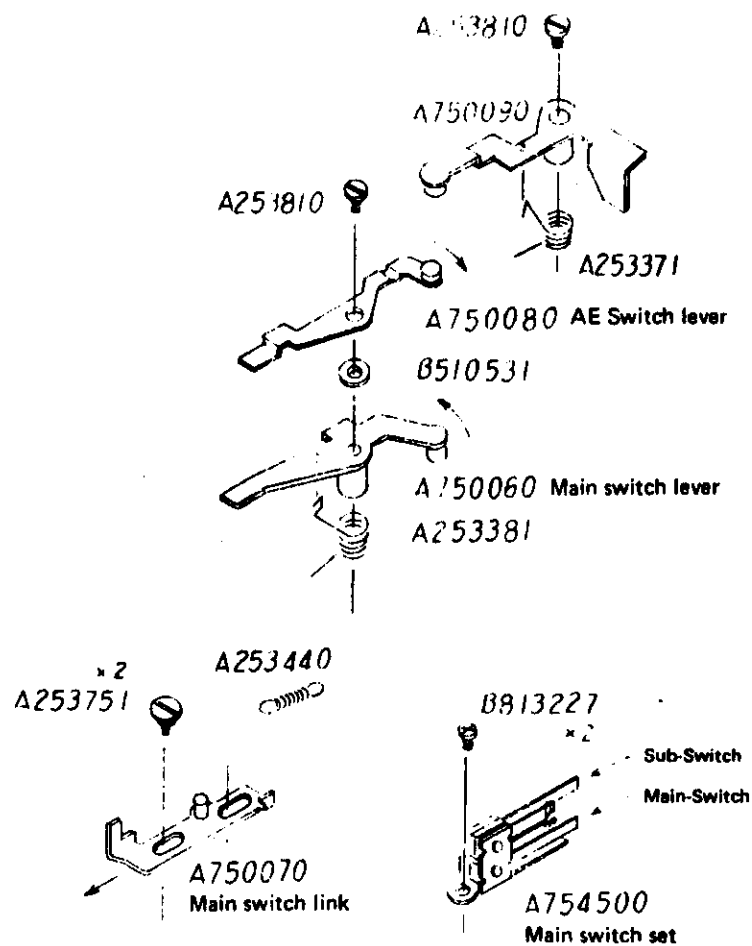 A253810
A750090
A253810
A253371
A750080 AE Switch lever
B510531
A750060 Main switch lever
A253381
× 2
A253440
A253751
B813227
× 2
Sub-Switch
Main-Switch
A750070
Main switch link
A754500
Main switch set